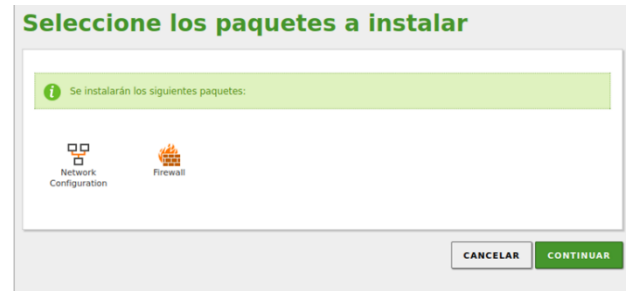 Seleccione los paquetes a instalar
Se instalarán los siguientes paquetes:
Network
Configuration
Firewall
CANCELAR
CONTINUAR